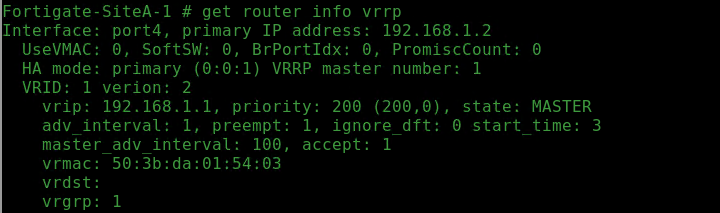 Fortigate-SiteA-1 # get router info vrrp
Interface: port4, primary IP address: 192.168.1.2
  UseVMAC: 0, SoftSW: 0, BrPortIdx: 0, PromiscCount: 0
  HA mode: primary (0:0:1) VRRP master number: 1
  VRID: 1 verion: 2
    vrip: 192.168.1.1, priority: 200 (200,0), state: MASTER
    adv_interval: 1, preempt: 1, ignore_dft: 0 start_time: 3
    master_adv_interval: 100, accept: 1
    vrmac: 50:3b:da:01:54:03
    vrdst:
    vrgrp: 1